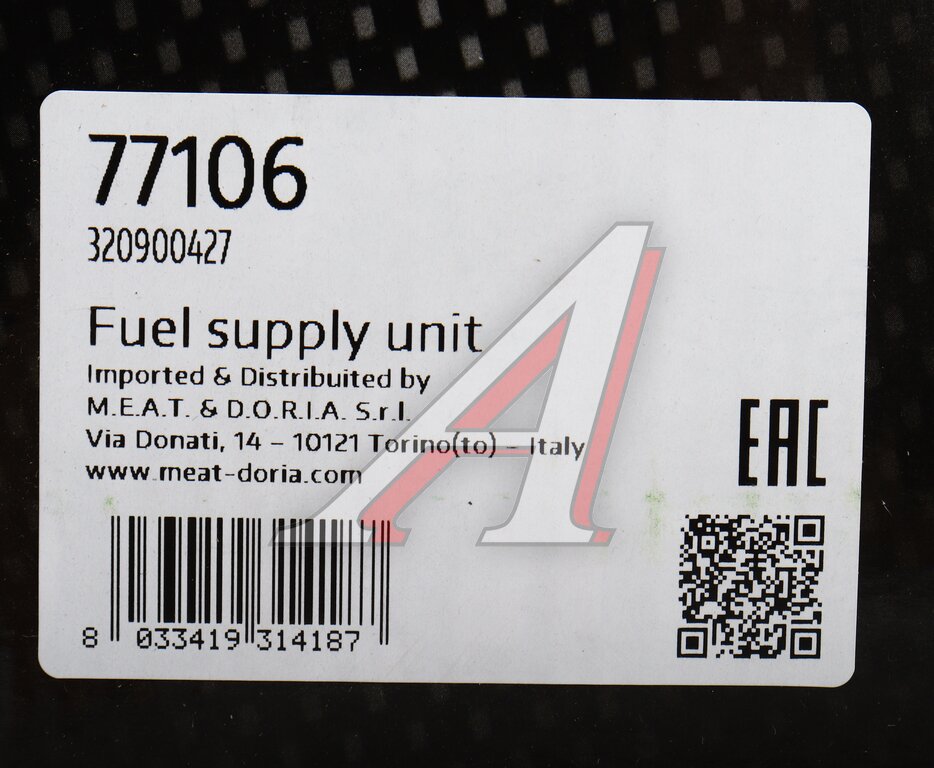 77106
320900427
Fuel supply unit
Imported & Distribuited by
M.E.A.T. & D.O.R.I.A. S.r.l.
Via Donati, 14 – 10121 Torino(to) – Italy
www.meat-doria.com
EAC
8 033419 314187